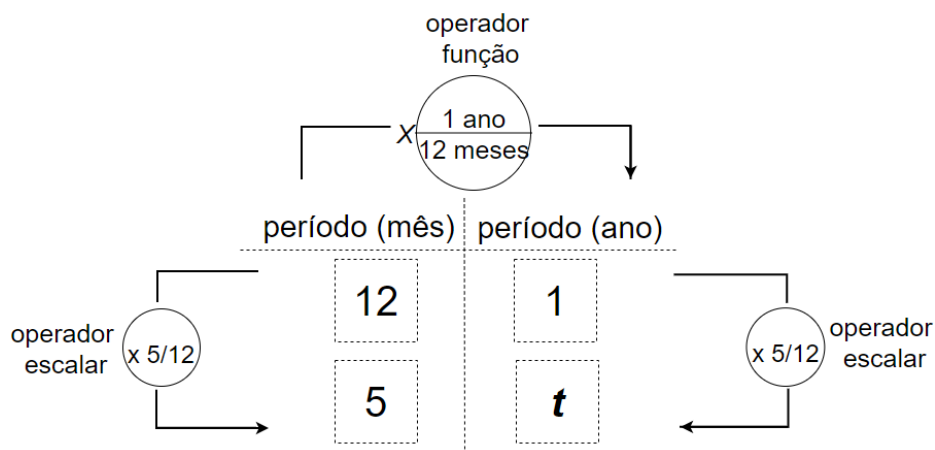 operador
função
X
1 ano
12 meses
período (mês)
período (ano)
12
1
operador
escalar
x 5/12
x 5/12
operador
escalar
5
t